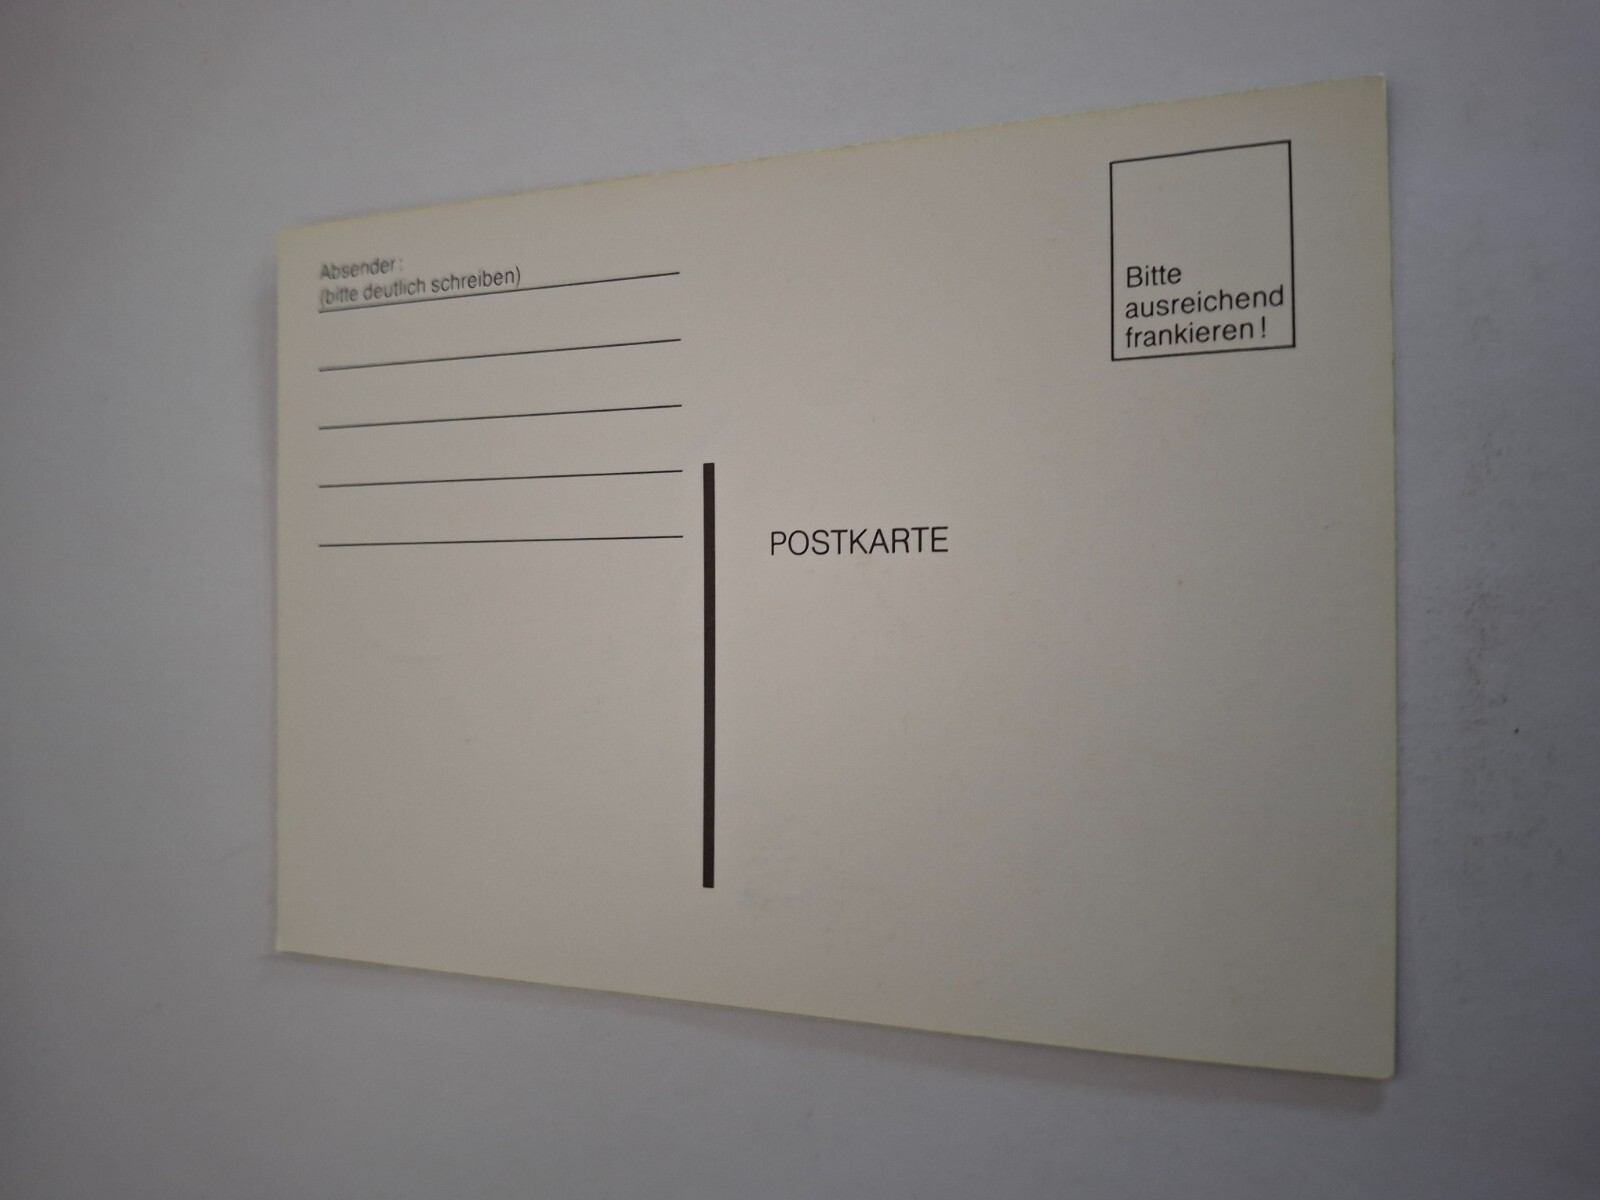 Absender:
(bitte deutlich schreiben)
Bitte
ausreichend
frankieren!
POSTKARTE